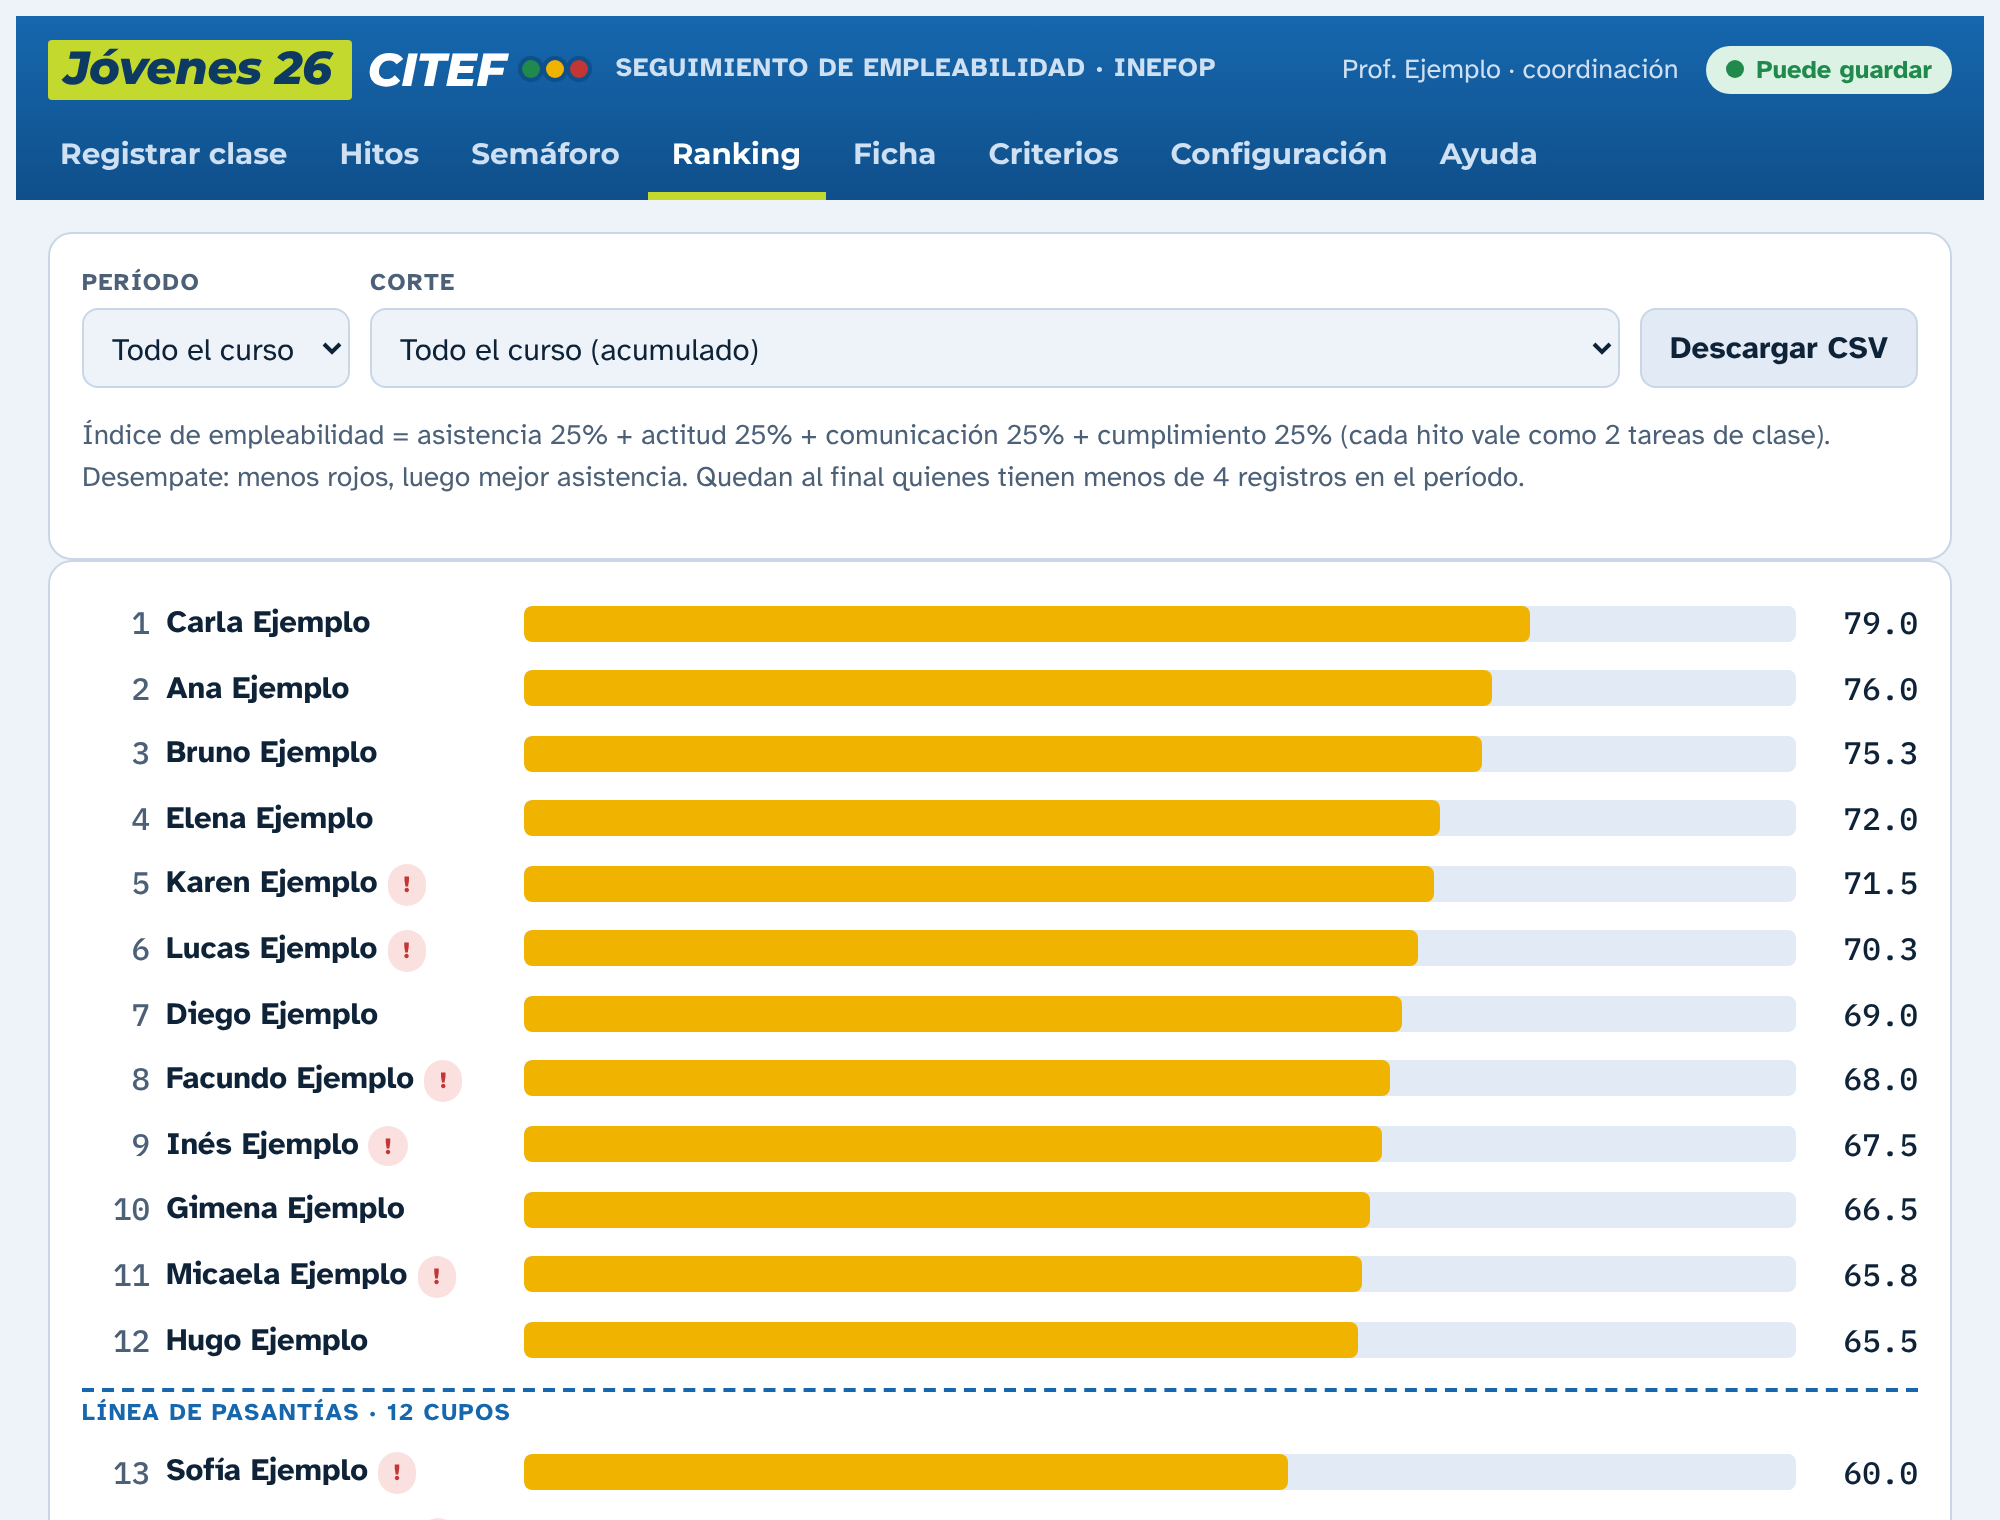 Jóvenes 26 CITEF SEGUIMIENTO DE EMPLEABILIDAD · INEFOP Prof. Ejemplo · coordinación Puede guardar
Registrar clase Hitos Semáforo Ranking Ficha Criterios Configuración Ayuda
PERÍODO CORTE
Todo el curso Todo el curso (acumulado) Descargar CSV
Índice de empleabilidad = asistencia 25% + actitud 25% + comunicación 25% + cumplimiento 25% (cada hito vale como 2 tareas de clase).
Desempate: menos rojos, luego mejor asistencia. Quedan al final quienes tienen menos de 4 registros en el período.
1 Carla Ejemplo 79.0
2 Ana Ejemplo 76.0
3 Bruno Ejemplo 75.3
4 Elena Ejemplo 72.0
5 Karen Ejemplo ! 71.5
6 Lucas Ejemplo ! 70.3
7 Diego Ejemplo 69.0
8 Facundo Ejemplo ! 68.0
9 Inés Ejemplo ! 67.5
10 Gimena Ejemplo 66.5
11 Micaela Ejemplo ! 65.8
12 Hugo Ejemplo 65.5
LÍNEA DE PASANTÍAS · 12 CUPOS
13 Sofía Ejemplo ! 60.0